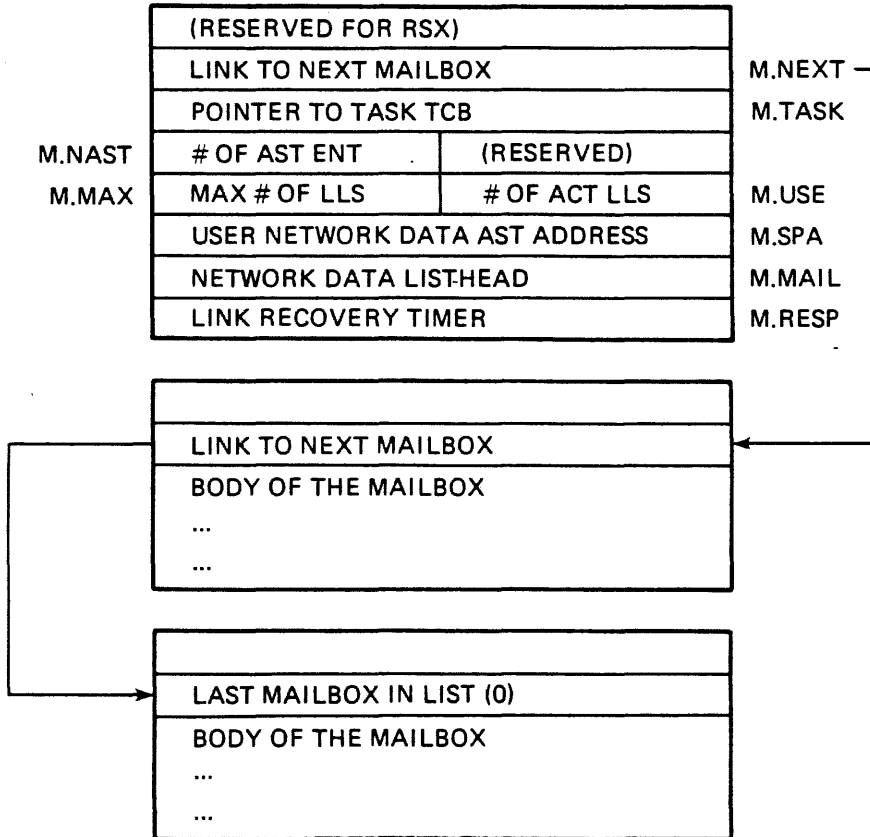 (RESERVED FOR RSX)
LINK TO NEXT MAILBOX M.NEXT
POINTER TO TASK TCB M.TASK
M.NAST # OF AST ENT (RESERVED)
M.MAX MAX # OF LLS # OF ACT LLS M.USE
USER NETWORK DATA AST ADDRESS M.SPA
NETWORK DATA LIST-HEAD M.MAIL
LINK RECOVERY TIMER M.RESP
LINK TO NEXT MAILBOX
BODY OF THE MAILBOX
...
...
LAST MAILBOX IN LIST (0)
BODY OF THE MAILBOX
...
...